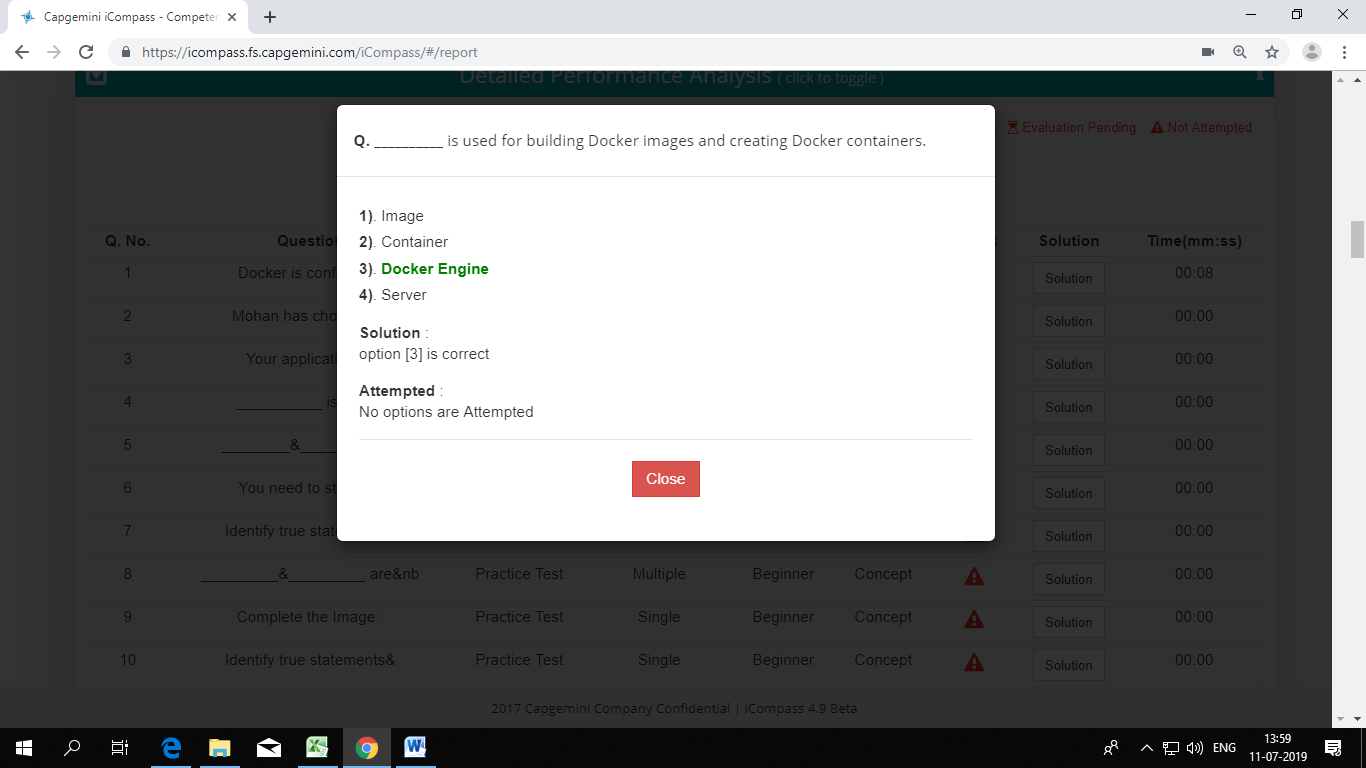 Capgemini iCompass - Competer
https://icompass.fs.capgemini.com/iCompass/#/report
Detailed Performance Analysis ( click to toggle )
Evaluation Pending Not Attempted
Q. __________ is used for building Docker images and creating Docker containers.
1). Image
2). Container
3). Docker Engine
4). Server
Solution :
option [3] is correct
Attempted :
No options are Attempted
Close
Q. No. Questio Solution Time(mm:ss)
1 Docker is conf Solution 00:08
2 Mohan has cho Solution 00:00
3 Your applicat Solution 00:00
4 __________ is Solution 00:00
5 ________&____ Solution 00:00
6 You need to st Solution 00:00
7 Identify true stat Solution 00:00
8 _________&_________ are&nb Practice Test Multiple Beginner Concept Solution 00:00
9 Complete the Image : Practice Test Single Beginner Concept Solution 00:00
10 Identify true statements& Practice Test Single Beginner Concept Solution 00:00
2017 Capgemini Company Confidential | iCompass 4.9 Beta
ENG
13:59
11-07-2019